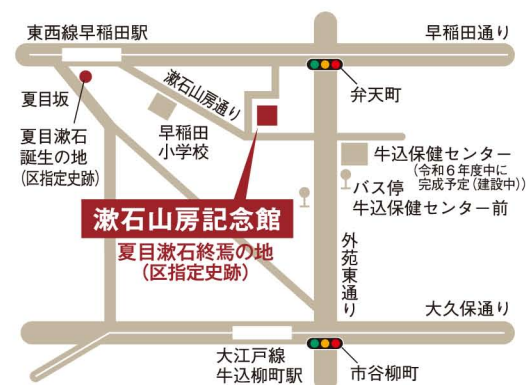 東西線早稲田駅
早稲田通り
夏目坂
夏目漱石
誕生の地
(区指定史跡)
漱石山房通り
早稲田
小学校
弁天町
牛込保健センター
(令和6年度中に
完成予定(建設中))
バス停
牛込保健センター前
漱石山房記念館
夏目漱石終焉の地
(区指定史跡)
外苑東通り
大久保通り
大江戸線
牛込柳町駅
市谷柳町